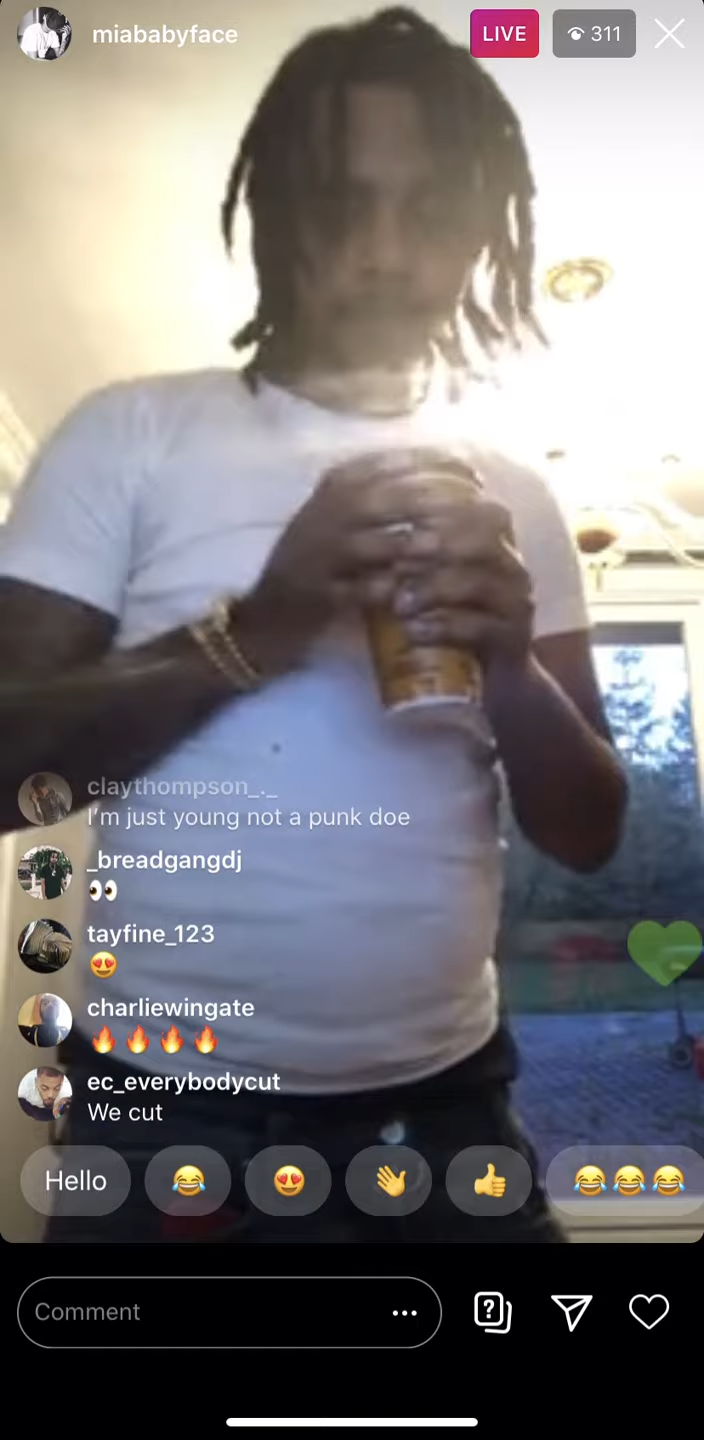 miababyface
LIVE
311
claythompson_._
I'm just young not a punk doe
_breadgangdj
👀
tayfine_123
😍
charliewingate
🔥🔥🔥🔥
ec_everybodycut
We cut
Hello 😂 😍 👋 👍 😂😂😂
Comment